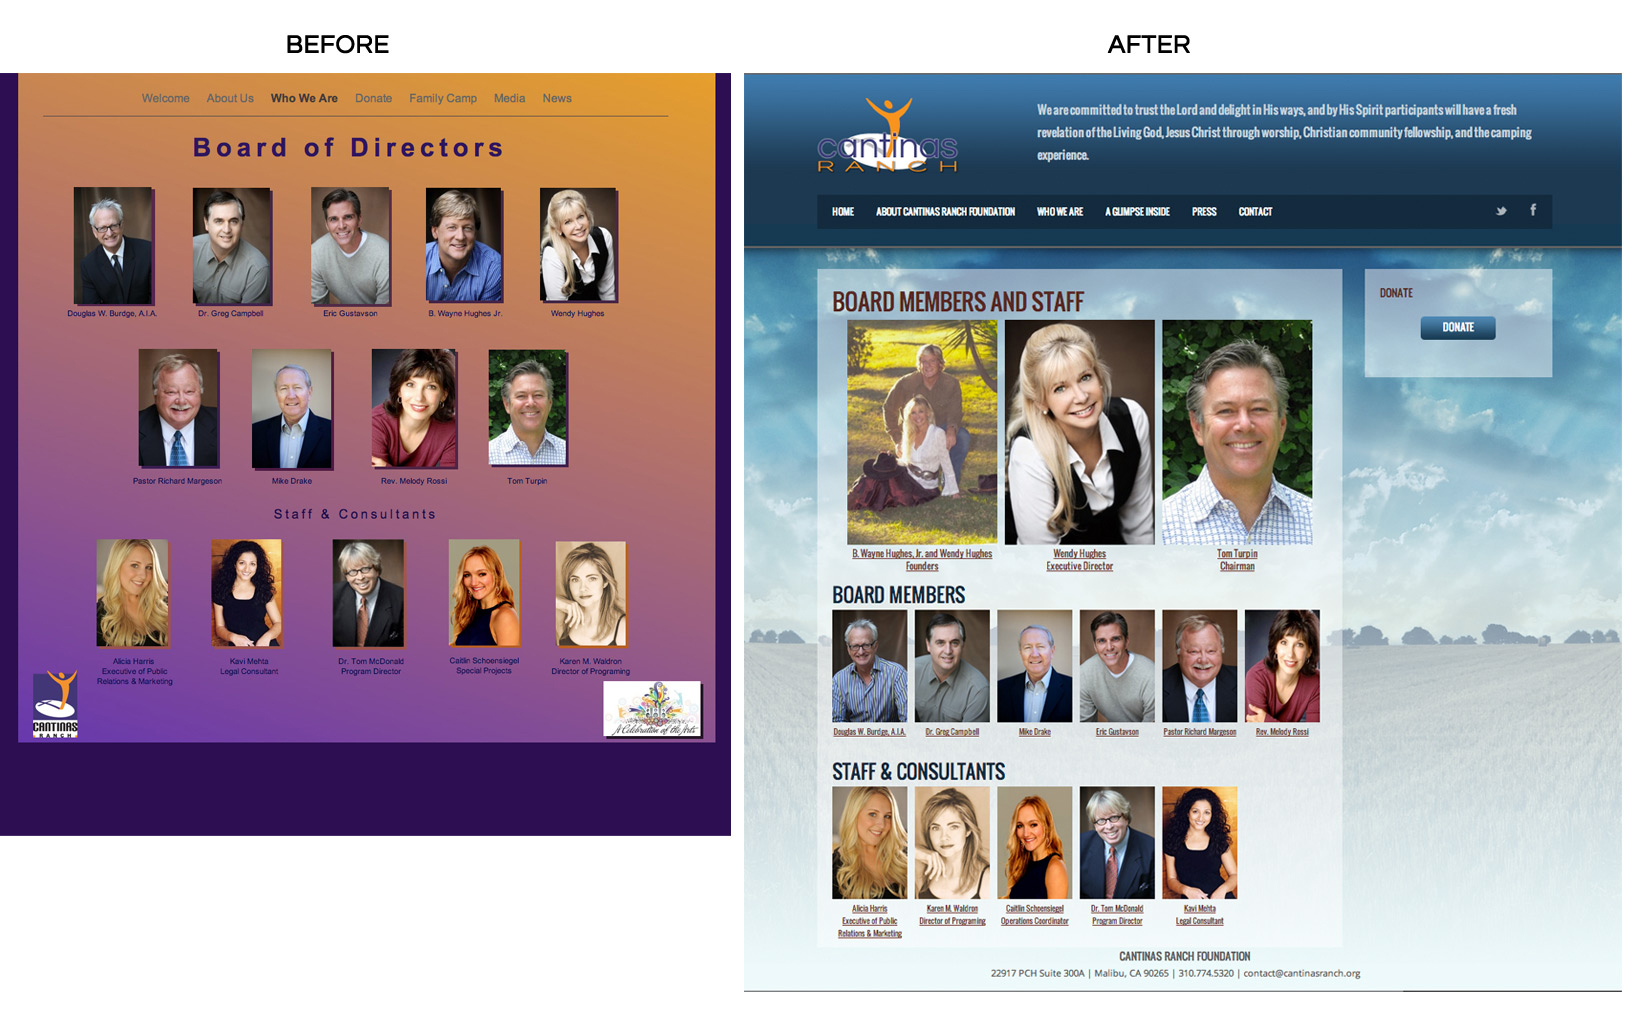 BEFORE
AFTER
Welcome About Us Who We Are Donate Family Camp Media News
Board of Directors
Douglas W. Burdge, A.I.A. Dr. Greg Campbell Eric Gustavson B. Wayne Hughes Jr. Wendy Hughes
Pastor Richard Margeson Mike Drake Rev. Melody Rossi Tom Turpin
Staff & Consultants
Alicia Harris
Executive of Public
Relations & Marketing
Kavi Mehta
Legal Consultant
Dr. Tom McDonald
Program Director
Caitlin Schoensiegel
Special Projects
Karen M. Waldron
Director of Programing
CANTINAS
RANCH
A Celebration of the Arts
cantinas
RANCH
We are committed to trust the Lord and delight in His ways, and by His Spirit participants will have a fresh
revelation of the Living God, Jesus Christ through worship, Christian community fellowship, and the camping
experience.
HOME ABOUT CANTINAS RANCH FOUNDATION WHO WE ARE A GLIMPSE INSIDE PRESS CONTACT
BOARD MEMBERS AND STAFF
B. Wayne Hughes, Jr. and Wendy Hughes
Founders
Wendy Hughes
Executive Director
Tom Turpin
Chairman
DONATE
DONATE
BOARD MEMBERS
Douglas W. Burdge, A.I.A. Dr. Greg Campbell Mike Drake Eric Gustavson Pastor Richard Margeson Rev. Melody Rossi
STAFF & CONSULTANTS
Alicia Harris
Executive of Public
Relations & Marketing
Karen M. Waldron
Director of Programing
Caitlin Schoensiegel
Operations Coordinator
Dr. Tom McDonald
Program Director
Kavi Mehta
Legal Consultant
CANTINAS RANCH FOUNDATION
22917 PCH Suite 300A | Malibu, CA 90265 | 310.774.5320 | contact@cantinasranch.org